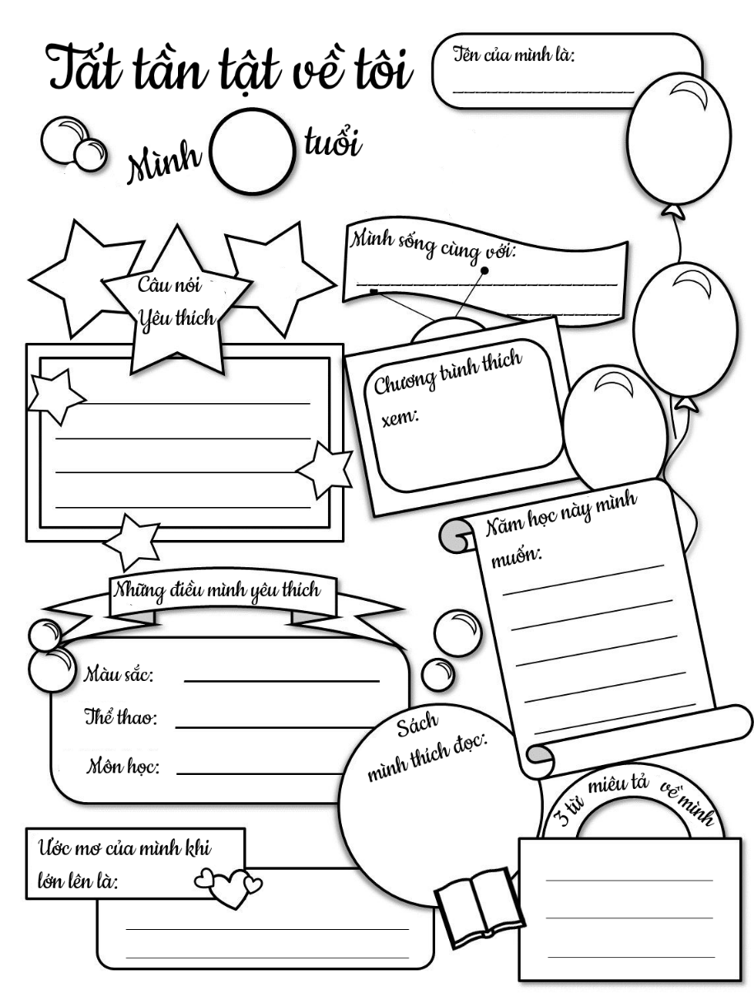 Tất tần tật về tôi
Tên của mình là:
Mình
tuổi
Câu nói
Yêu thích
Mình sống cùng với:
Chương trình thích
xem:
Năm học này mình
muốn:
Những điều mình yêu thích
Màu sắc:
Thể thao:
Môn học:
Sách
mình thích đọc:
3 từ miêu tả về mình
Ước mơ của mình khi
lớn lên là: